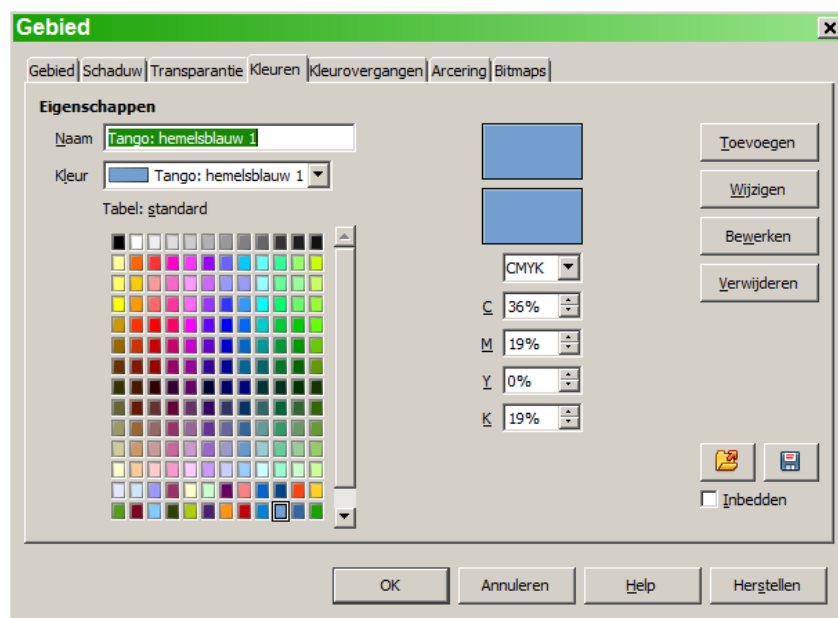 Gebied
Gebied Schaduw Transparantie Kleuren Kleurovergangen Arcering Bitmaps
Eigenschappen
Naam Tango: hemelsblauw 1
Kleur Tango: hemelsblauw 1
Tabel: standard
CMYK
C 36%
M 19%
Y 0%
K 19%
Toevoegen
Wijzigen
Bewerken
Verwijderen
Inbedden
OK Annuleren Help Herstellen